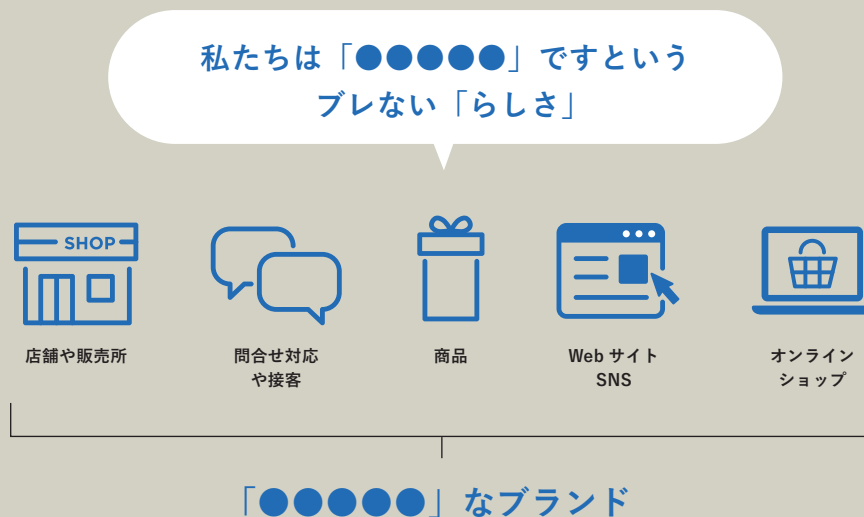 私たちは「●●●●●」ですという
ブレない「らしさ」
SHOP
店舗や販売所
問合せ対応
や接客
商品
Web サイト
SNS
オンライン
ショップ
「●●●●●」なブランド